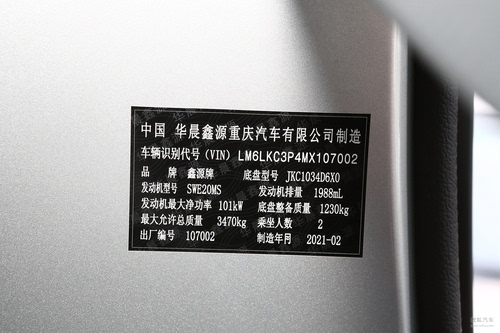 中国 华晨鑫源重庆汽车有限公司制造
车辆识别代号(VIN) LM6LKC3P4MX107002
品 牌 鑫源牌 底盘型号 JKC1034D6X0
发动机型号 SWE20MS 发动机排量 1988mL
发动机最大净功率 101kW 底盘整备质量 1230kg
最大允许总质量 3470kg 乘坐人数 2
出厂编号 107002 制造年月 2021-02